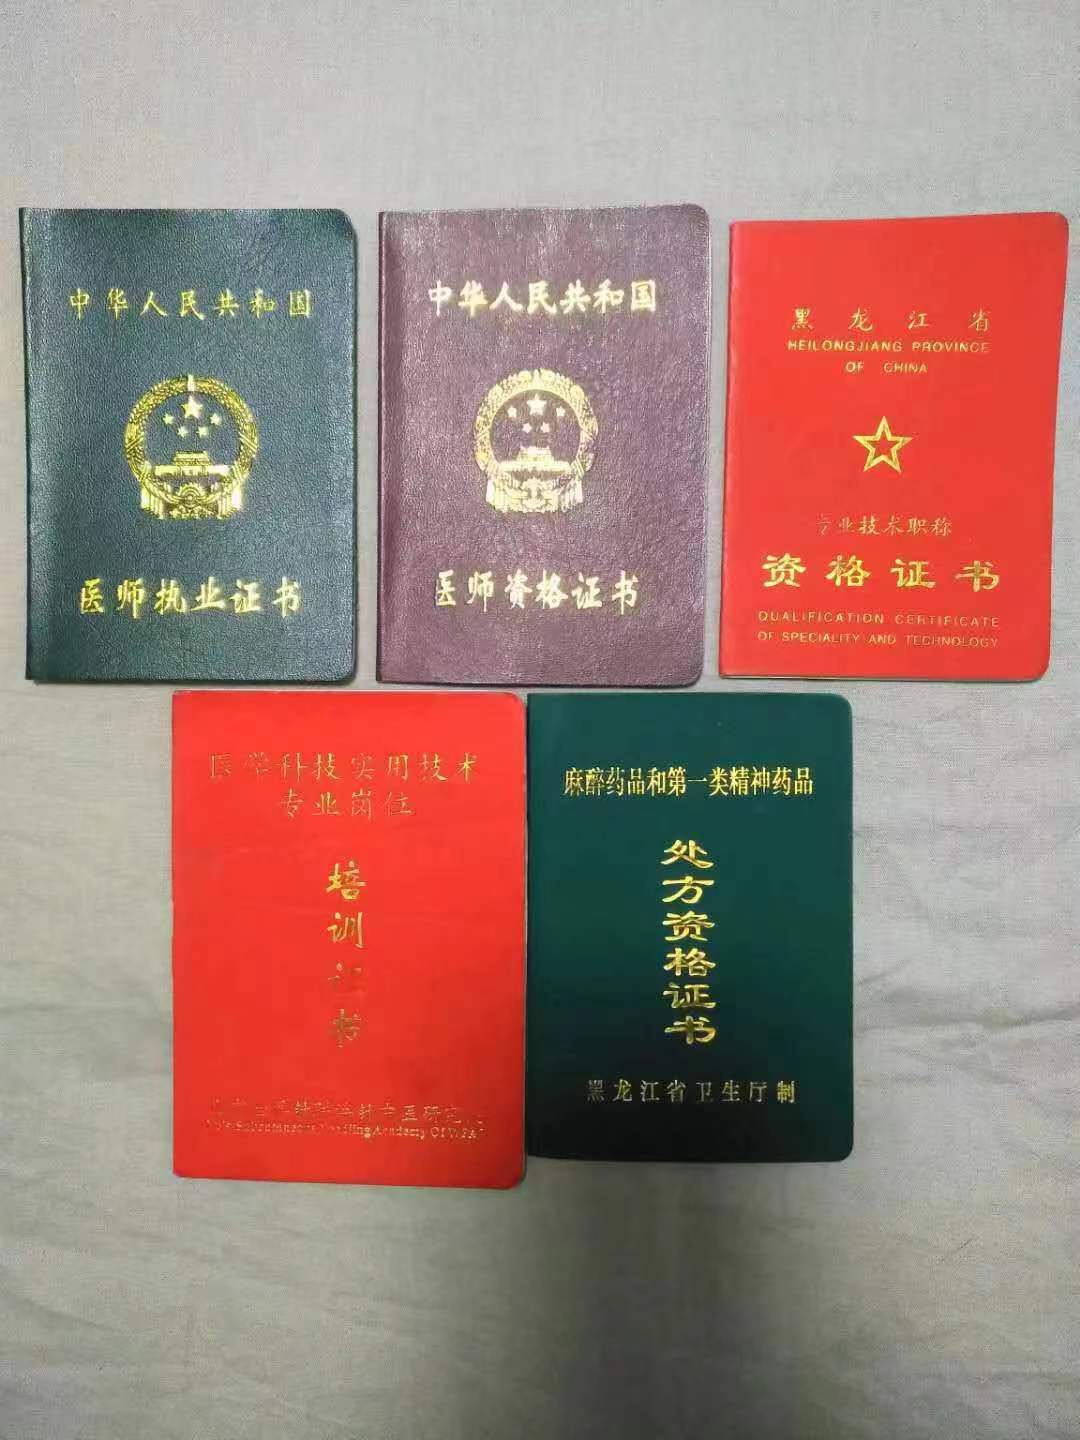 中华人民共和国
医师执业证书
中华人民共和国
医师资格证书
黑龙江省
HEILONGJIANG PROVINCE
OF CHINA
专业技术职称
资格证书
QUALIFICATION CERTIFICATE
OF SPECIALITY AND TECHNOLOGY
医学科技实用技术
专业岗位
培训证书
麻醉药品和第一类精神药品
处方资格证书
黑龙江省卫生厅制